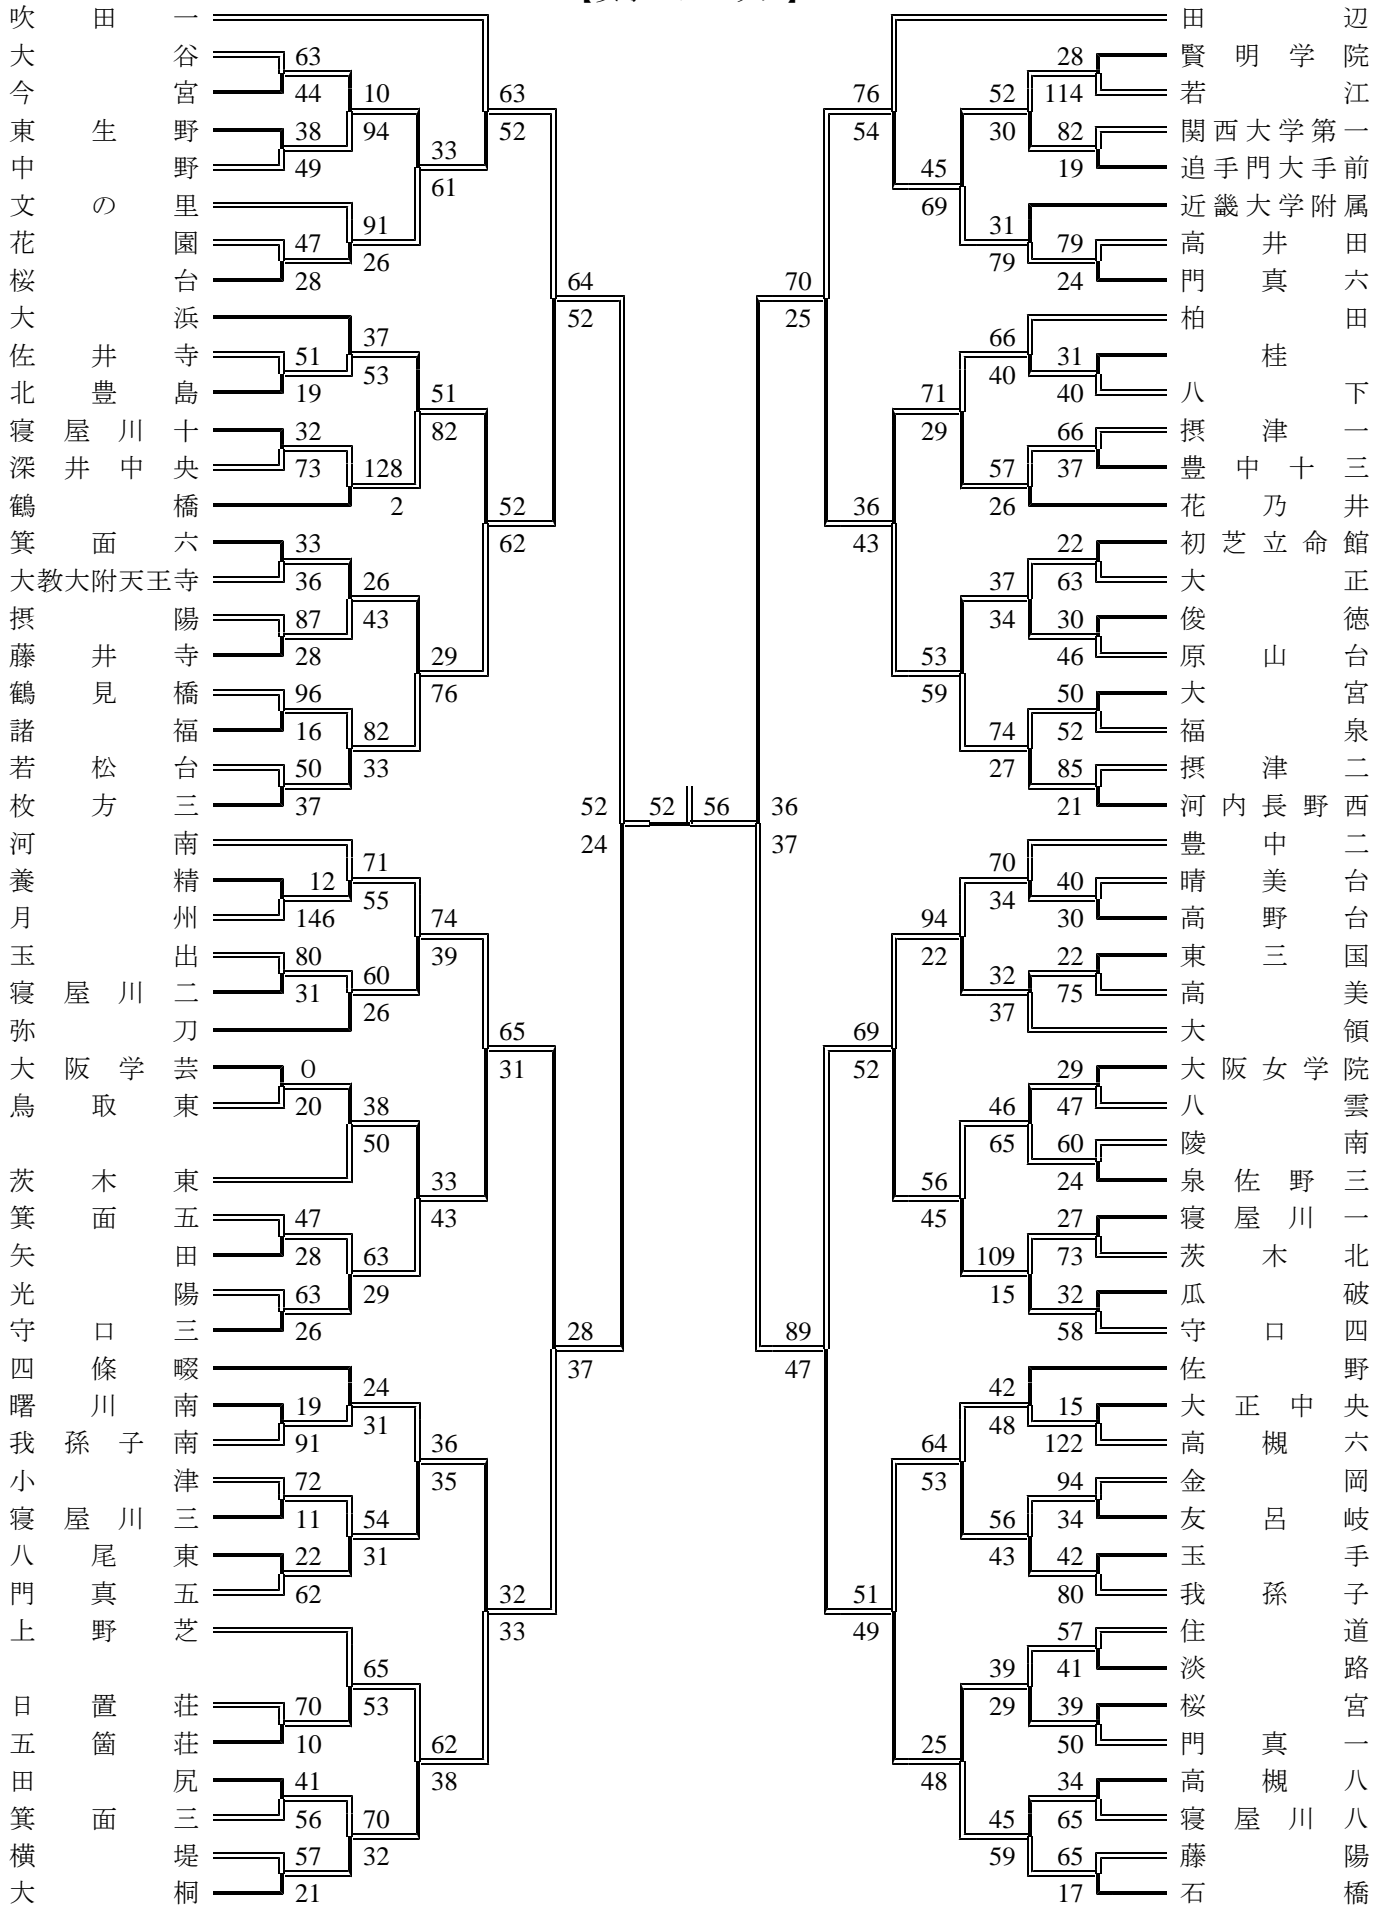 吹田一
大谷 63
今宮 44 10
東生野 38 94
中野 49 33
文の里 91 61
花園 47 26
桜台 28
63
52
大浜 37
佐井寺 51 53
北豊島 19 51
寝屋川十 32 82
深井中央 73 128
鶴橋 2
64
52
52
62
箕面六 33
大教大附天王寺 36 26
摂陽 87 43
藤井寺 28 29
鶴見橋 96 76
諸福 16 82
若松台 50 33
枚方三 37
52 52 56 36
24 37
河南 71
養精 12 55
月州 146 74
玉出 80 39
寝屋川二 31 60
弥刀 26
65
31
大阪学芸 0
鳥取東 20 38
50
茨木東 33
箕面五 47 43
矢田 28 63
光陽 63 29
守口三 26
28
37
四條畷 24
曙川南 19 31
我孫子南 91 36
小津 72 35
寝屋川三 11 54
八尾東 22 31
門真五 62
32
33
上野芝
65
日置荘 70 53
五箇荘 10 62
田尻 41 38
箕面三 56 70
横堤 57 32
大桐 21
田辺
28 賢明学院
76 52 114 若江
54 30 82 関西大学第一
45 19 追手門大手前
69 近畿大学附属
31 79 高井田
79 24 門真六
70
25
柏田
66 31 桂
40 40 八下
71 66 摂津一
29 57 37 豊中十三
26 花乃井
36
43
22 初芝立命館
37 63 大正
34 30 俊徳
53 46 原山台
59 50 大宮
74 52 福泉
27 85 摂津二
21 河内長野西
豊中二
70 40 晴美台
34 30 高野台
94 22 東三国
22 32 75 高美
37 大領
69
52
29 大阪女学院
46 47 八雲
65 60 陵南
56 24 泉佐野三
45 27 寝屋川一
109 73 茨木北
15 32 瓜破
58 守口四
89
47
佐野
42 15 大正中央
48 122 高槻六
64 94 金岡
53 56 34 友呂岐
43 42 玉手
80 我孫子
51
49
57 住道
39 41 淡路
29 39 桜宮
25 50 門真一
48 34 高槻八
45 65 寝屋川八
59 65 藤陽
17 石橋